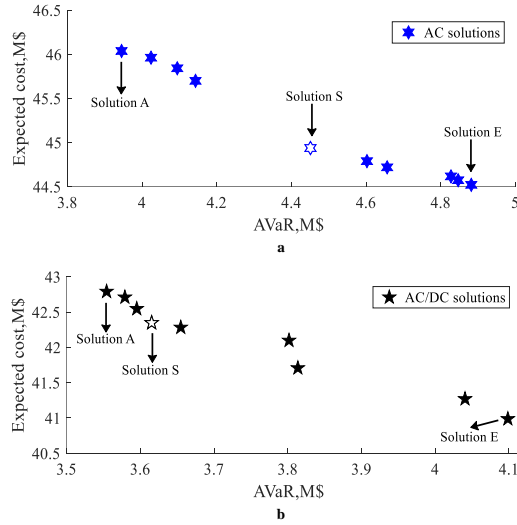 46.5
AC solutions
46
Expected cost,M$
Solution A
45.5
Solution S
45
Solution E
44.5
3.8 4 4.2 4.4 4.6 4.8 5
AVaR,M$
a
43
AC/DC solutions
42.5
Expected cost,M$
42
Solution A
Solution S
41.5
41
Solution E
40.5
3.5 3.6 3.7 3.8 3.9 4 4.1
AVaR,M$
b